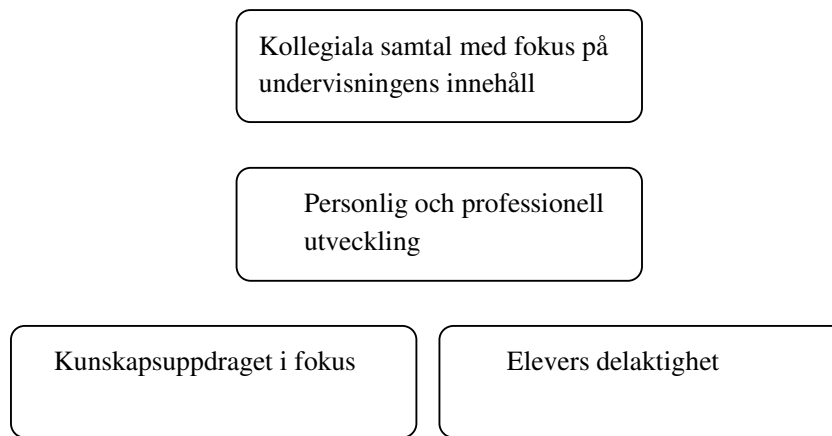 Kollegiala samtal med fokus på
undervisningens innehåll
Personlig och professionell
utveckling
Kunskapsuppdraget i fokus
Elevers delaktighet